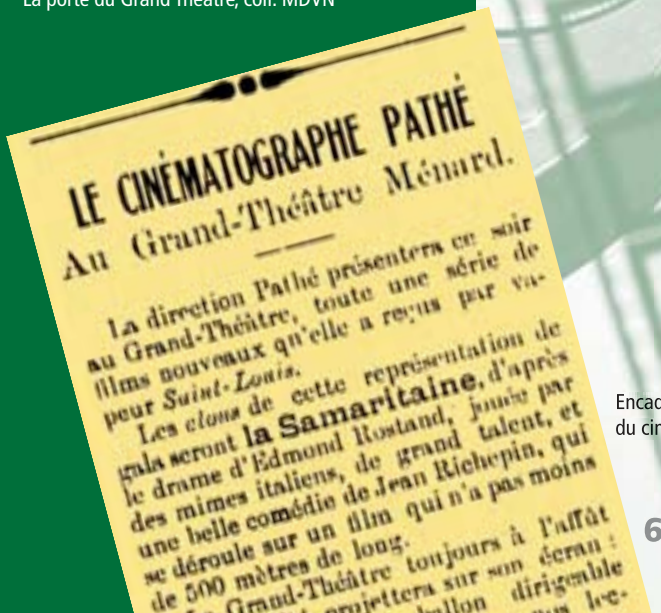 La porte du Grand Théâtre, coll. MDVN
LE CINÉMATOGRAPHE PATHÉ
Au Grand-Théâtre Ménard.
La direction Pathé présentera ce soir
au Grand-Théâtre, toute une série de
films nouveaux qu'elle a reçus par va-
peur Saint-Louis.
Les clous de cette représentation de
gala seront la Samaritaine, d'après
le drame d'Edmond Rostand, jouée par
des mimes italiens, de grand talent, et
une belle comédie de Jean Richepin, qui
se déroule sur un film qui n'a pas moins
de 500 mètres de long.
Le Grand-Théâtre toujours à l'affût
projettera sur son écran :
ballon dirigeable
Encad
du cin
6